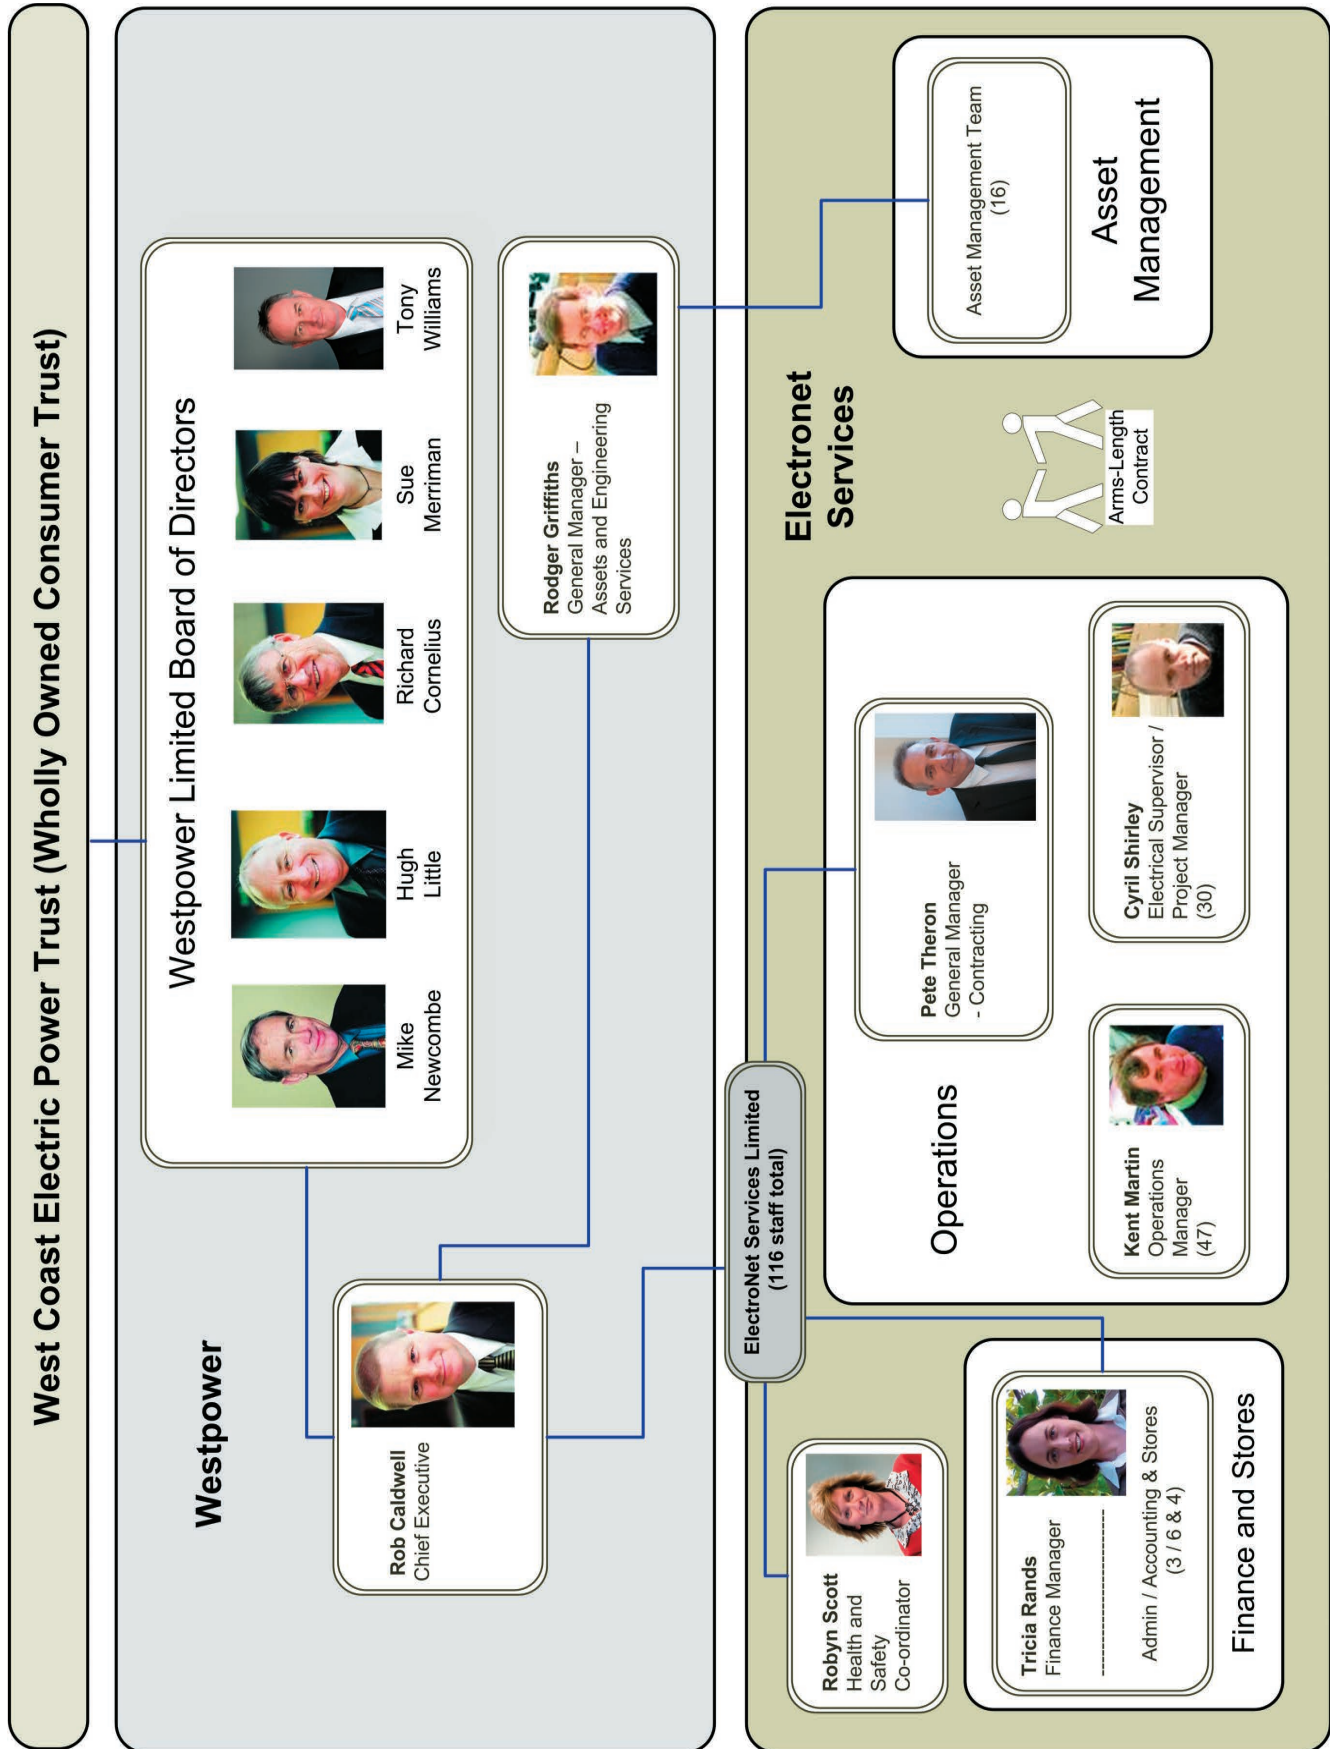 West Coast Electric Power Trust (Wholly Owned Consumer Trust)
Westpower
Westpower Limited Board of Directors
Mike
Newcombe
Hugh
Little
Richard
Cornelius
Sue
Merriman
Tony
Williams
Rob Caldwell
Chief Executive
Rodger Griffiths
General Manager –
Assets and Engineering
Services
ElectroNet Services Limited
(116 staff total)
Electronet
Services
Robyn Scott
Health and
Safety
Co-ordinator
Tricia Rands
Finance Manager
Admin / Accounting & Stores
(3 / 6 & 4)
Finance and Stores
Operations
Pete Theron
General Manager
- Contracting
Kent Martin
Operations
Manager
(47)
Cyril Shirley
Electrical Supervisor /
Project Manager
(30)
Arms-Length
Contract
Asset Management Team
(16)
Asset
Management